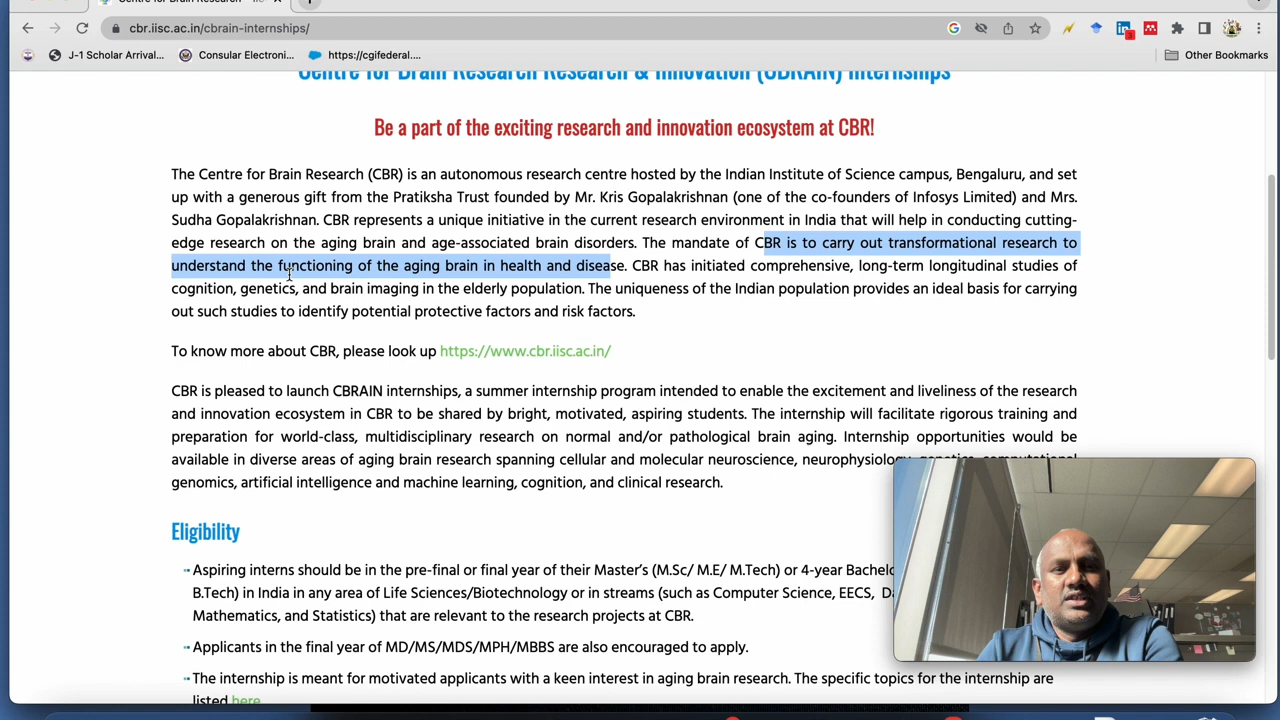 Centre for Brain Research
cbr.iisc.ac.in/cbrain-internships/
3
J-1 Scholar Arrival...
Consular Electroni...
https://cgifederal....
Other Bookmarks
Centre for Brain Research Research & Innovation (CBRAIN) Internships
Be a part of the exciting research and innovation ecosystem at CBR!
The Centre for Brain Research (CBR) is an autonomous research centre hosted by the Indian Institute of Science campus, Bengaluru, and set
up with a generous gift from the Pratiksha Trust founded by Mr. Kris Gopalakrishnan (one of the co-founders of Infosys Limited) and Mrs.
Sudha Gopalakrishnan. CBR represents a unique initiative in the current research environment in India that will help in conducting cutting-
edge research on the aging brain and age-associated brain disorders. The mandate of CBR is to carry out transformational research to
understand the functioning of the aging brain in health and disease. CBR has initiated comprehensive, long-term longitudinal studies of
cognition, genetics, and brain imaging in the elderly population. The uniqueness of the Indian population provides an ideal basis for carrying
out such studies to identify potential protective factors and risk factors.
To know more about CBR, please look up https://www.cbr.iisc.ac.in/
CBR is pleased to launch CBRAIN internships, a summer internship program intended to enable the excitement and liveliness of the research
and innovation ecosystem in CBR to be shared by bright, motivated, aspiring students. The internship will facilitate rigorous training and
preparation for world-class, multidisciplinary research on normal and/or pathological brain aging. Internship opportunities would be
available in diverse areas of aging brain research spanning cellular and molecular neuroscience, neurophysiology, genetics, computational
genomics, artificial intelligence and machine learning, cognition, and clinical research.
Eligibility
Aspiring interns should be in the pre-final or final year of their Master's (M.Sc/ M.E/ M.Tech) or 4-year
B.Tech) in India in any area of Life Sciences/Biotechnology or in streams (such as Computer Science, EECS,
Mathematics, and Statistics) that are relevant to the research projects at CBR.
Applicants in the final year of MD/MS/MDS/MPH/MBBS are also encouraged to apply.
The internship is meant for motivated applicants with a keen interest in aging brain research. The specific topics for the internship are
listed here